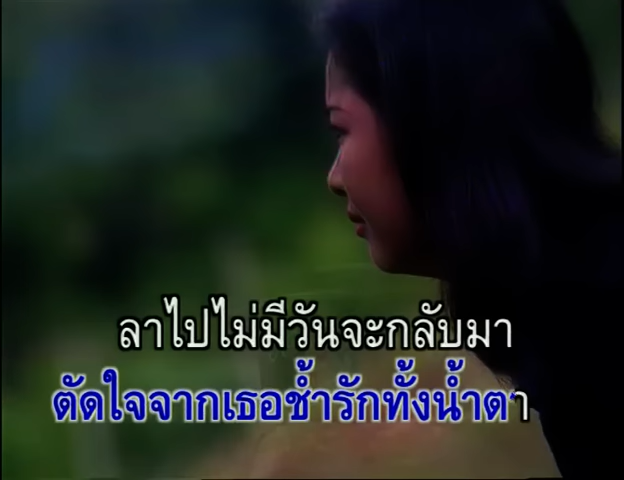 ลาไปไม่มีวันจะกลับมา
ตัดใจจากเธอช้ำรักทั้งน้ำตา